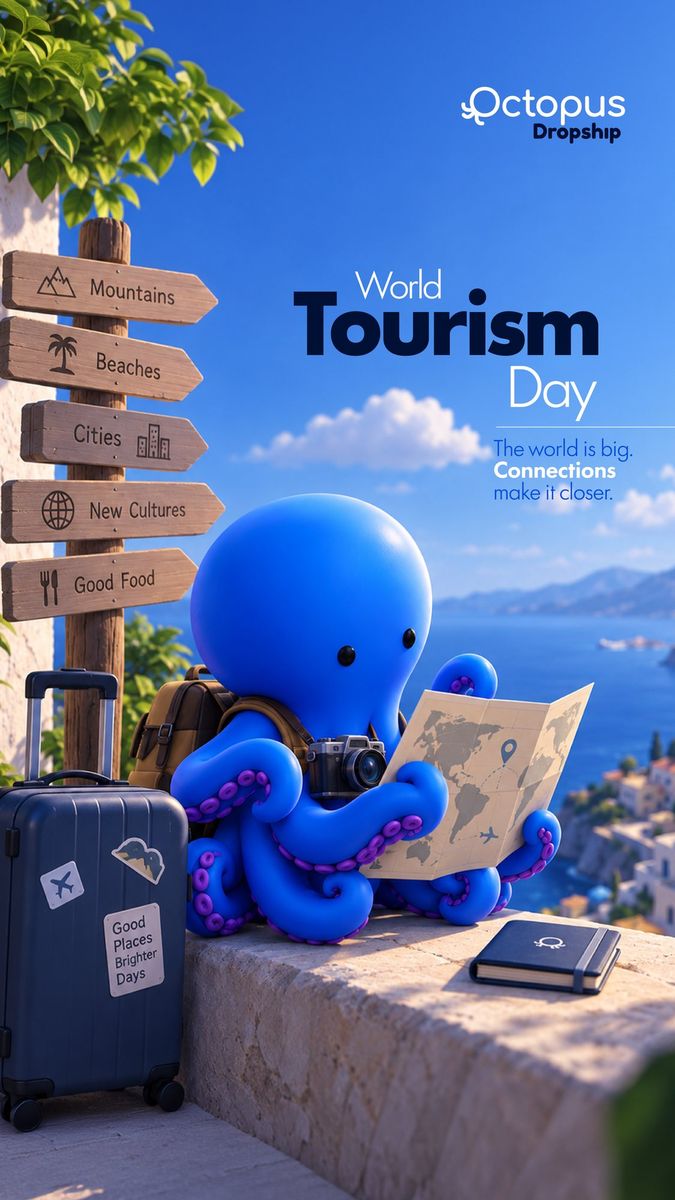 Octopus
Dropship
World
Tourism
Day
The world is big.
Connections
make it closer.
Mountains
Beaches
Cities
New Cultures
Good Food
Good
Places
Brighter
Days